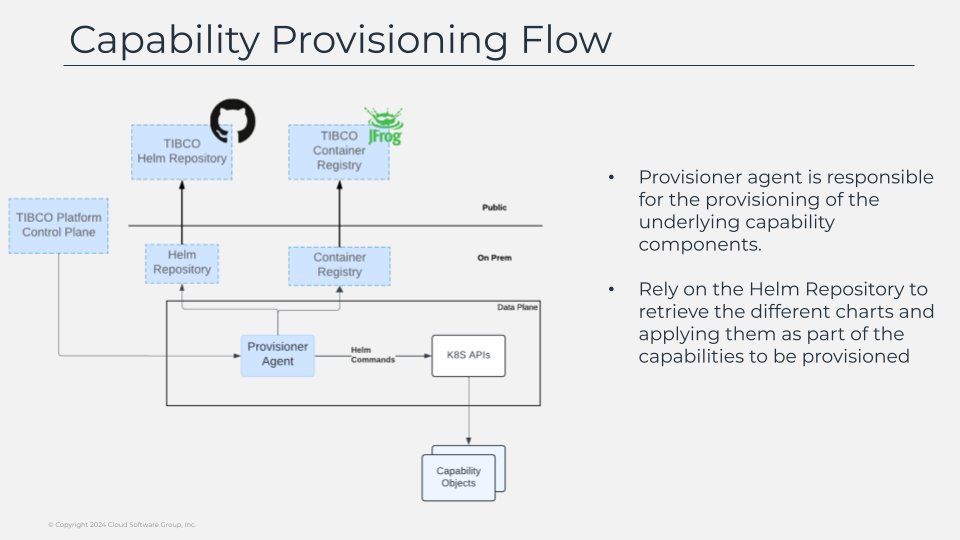 Capability Provisioning Flow
TIBCO
Helm Repository
TIBCO
Container
Registry
JFrog
TIBCO Platform
Control Plane
Public
Helm
Repository
Container
Registry
On Prem
Data Plane
Provisioner
Agent
Helm
Commands
K8S APIs
Capability
Objects
• Provisioner agent is responsible
for the provisioning of the
underlying capability
components.
• Rely on the Helm Repository to
retrieve the different charts and
applying them as part of the
capabilities to be provisioned
© Copyright 2024 Cloud Software Group, Inc.